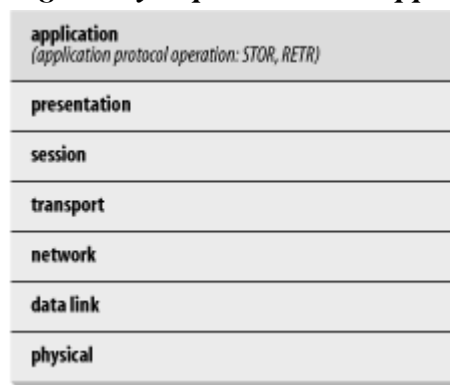 application
(application protocol operation: STOR, RETR)
presentation
session
transport
network
data link
physical